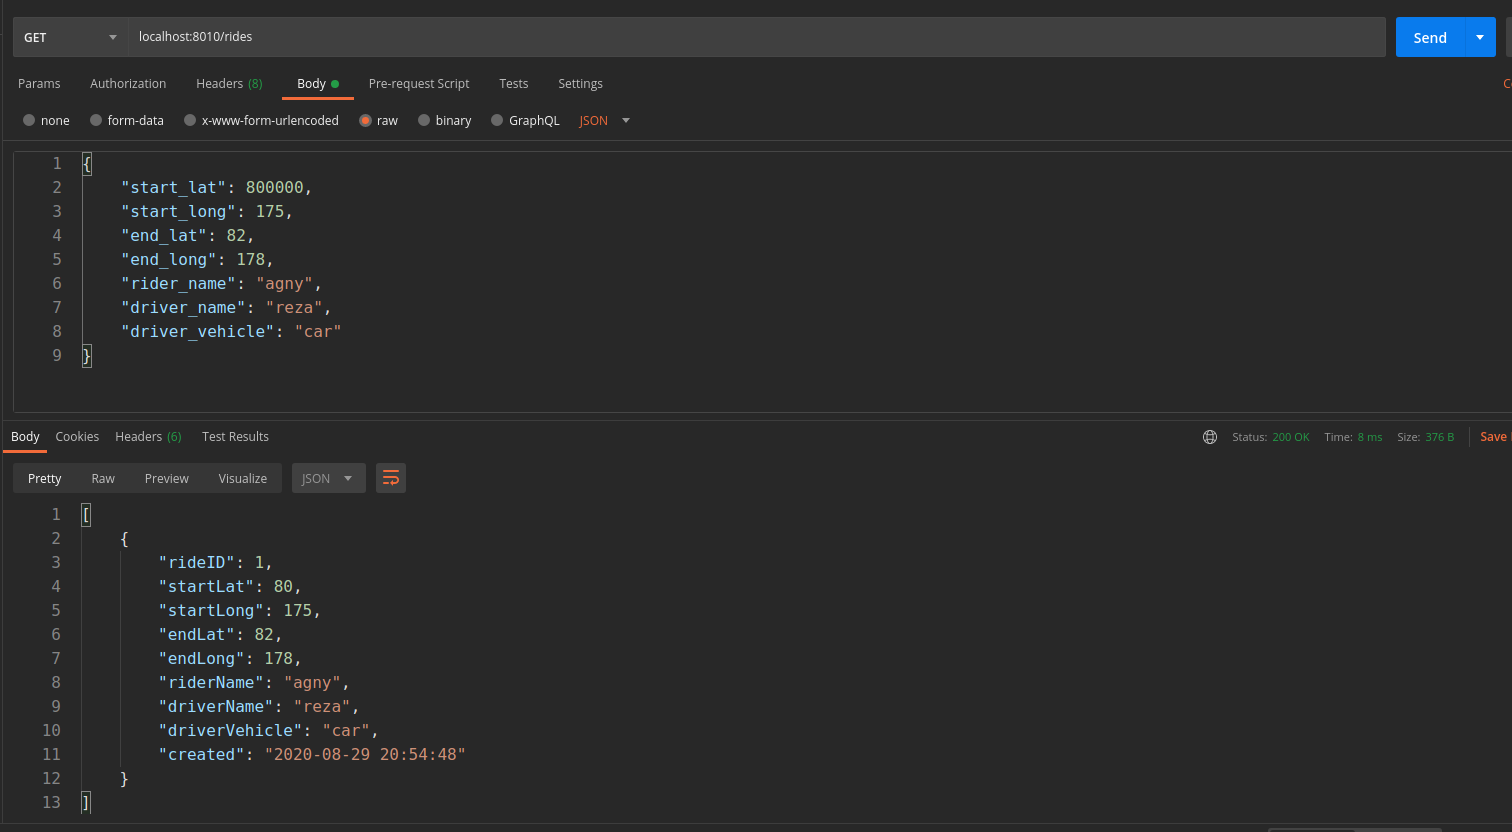 GET localhost:8010/rides Send
Params Authorization Headers (8) Body Pre-request Script Tests Settings
none form-data x-www-form-urlencoded raw binary GraphQL JSON
1 {
2 "start_lat": 800000,
3 "start_long": 175,
4 "end_lat": 82,
5 "end_long": 178,
6 "rider_name": "agny",
7 "driver_name": "reza",
8 "driver_vehicle": "car"
9 }
Body Cookies Headers (6) Test Results Status: 200 OK Time: 8 ms Size: 376 B Save
Pretty Raw Preview Visualize JSON
1 [
2 {
3 "rideID": 1,
4 "startLat": 80,
5 "startLong": 175,
6 "endLat": 82,
7 "endLong": 178,
8 "riderName": "agny",
9 "driverName": "reza",
10 "driverVehicle": "car",
11 "created": "2020-08-29 20:54:48"
12 }
13 ]